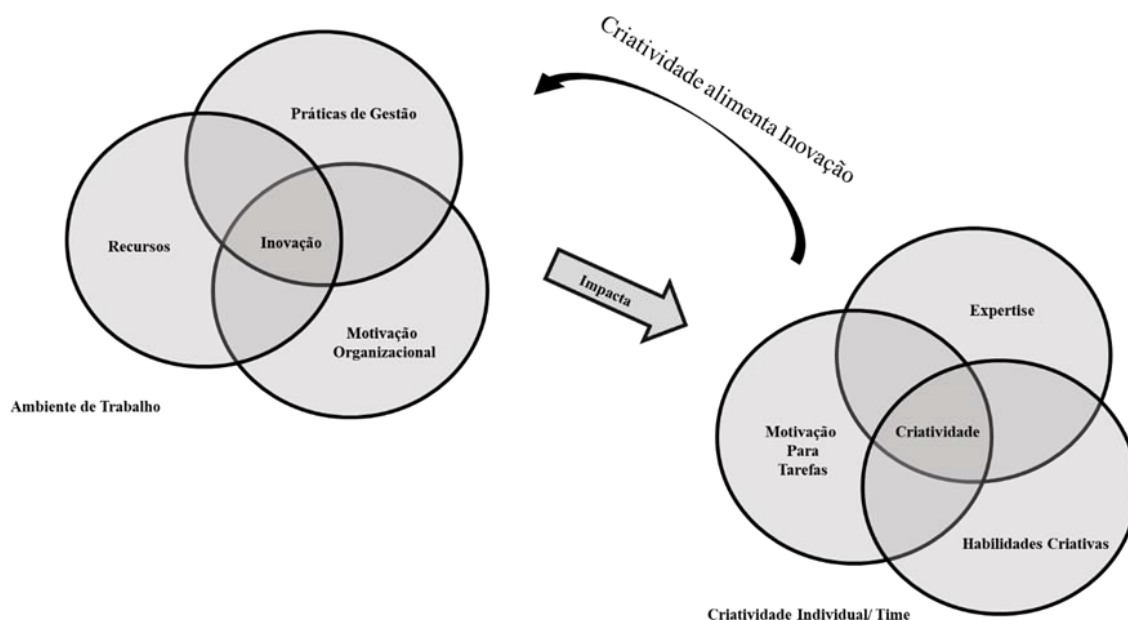 Criatividade alimenta Inovação
Práticas de Gestão
Recursos
Inovação
Motivação
Organizacional
Ambiente de Trabalho
Impacta
Expertise
Motivação
Para
Tarefas
Criatividade
Habilidades Criativas
Criatividade Individual/ Time